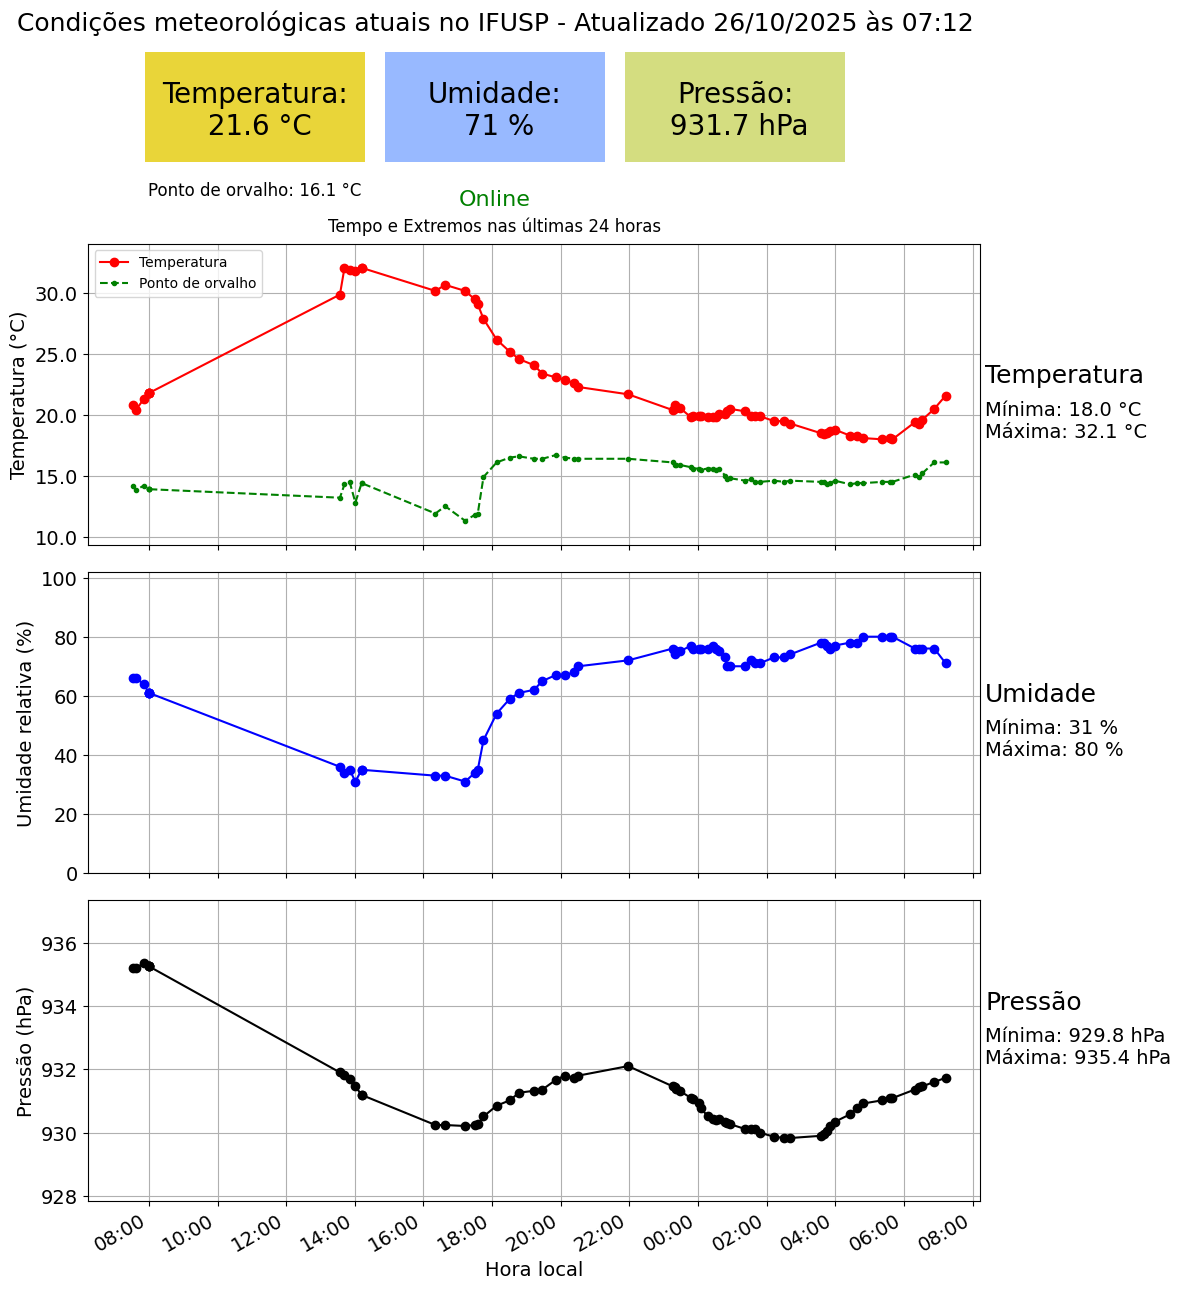 Condições meteorológicas atuais no IFUSP - Atualizado 26/10/2025 às 07:12
Temperatura:
21.6 °C
Umidade:
71 %
Pressão:
931.7 hPa
Ponto de orvalho: 16.1 °C
Online
Tempo e Extremos nas últimas 24 horas
Temperatura
Ponto de orvalho
Temperatura (°C)
30.0
25.0
20.0
15.0
10.0
Temperatura
Mínima: 18.0 °C
Máxima: 32.1 °C
Umidade relativa (%)
100
80
60
40
20
0
Umidade
Mínima: 31 %
Máxima: 80 %
Pressão (hPa)
936
934
932
930
928
Pressão
Mínima: 929.8 hPa
Máxima: 935.4 hPa
08:00 10:00 12:00 14:00 16:00 18:00 20:00 22:00 00:00 02:00 04:00 06:00 08:00
Hora local